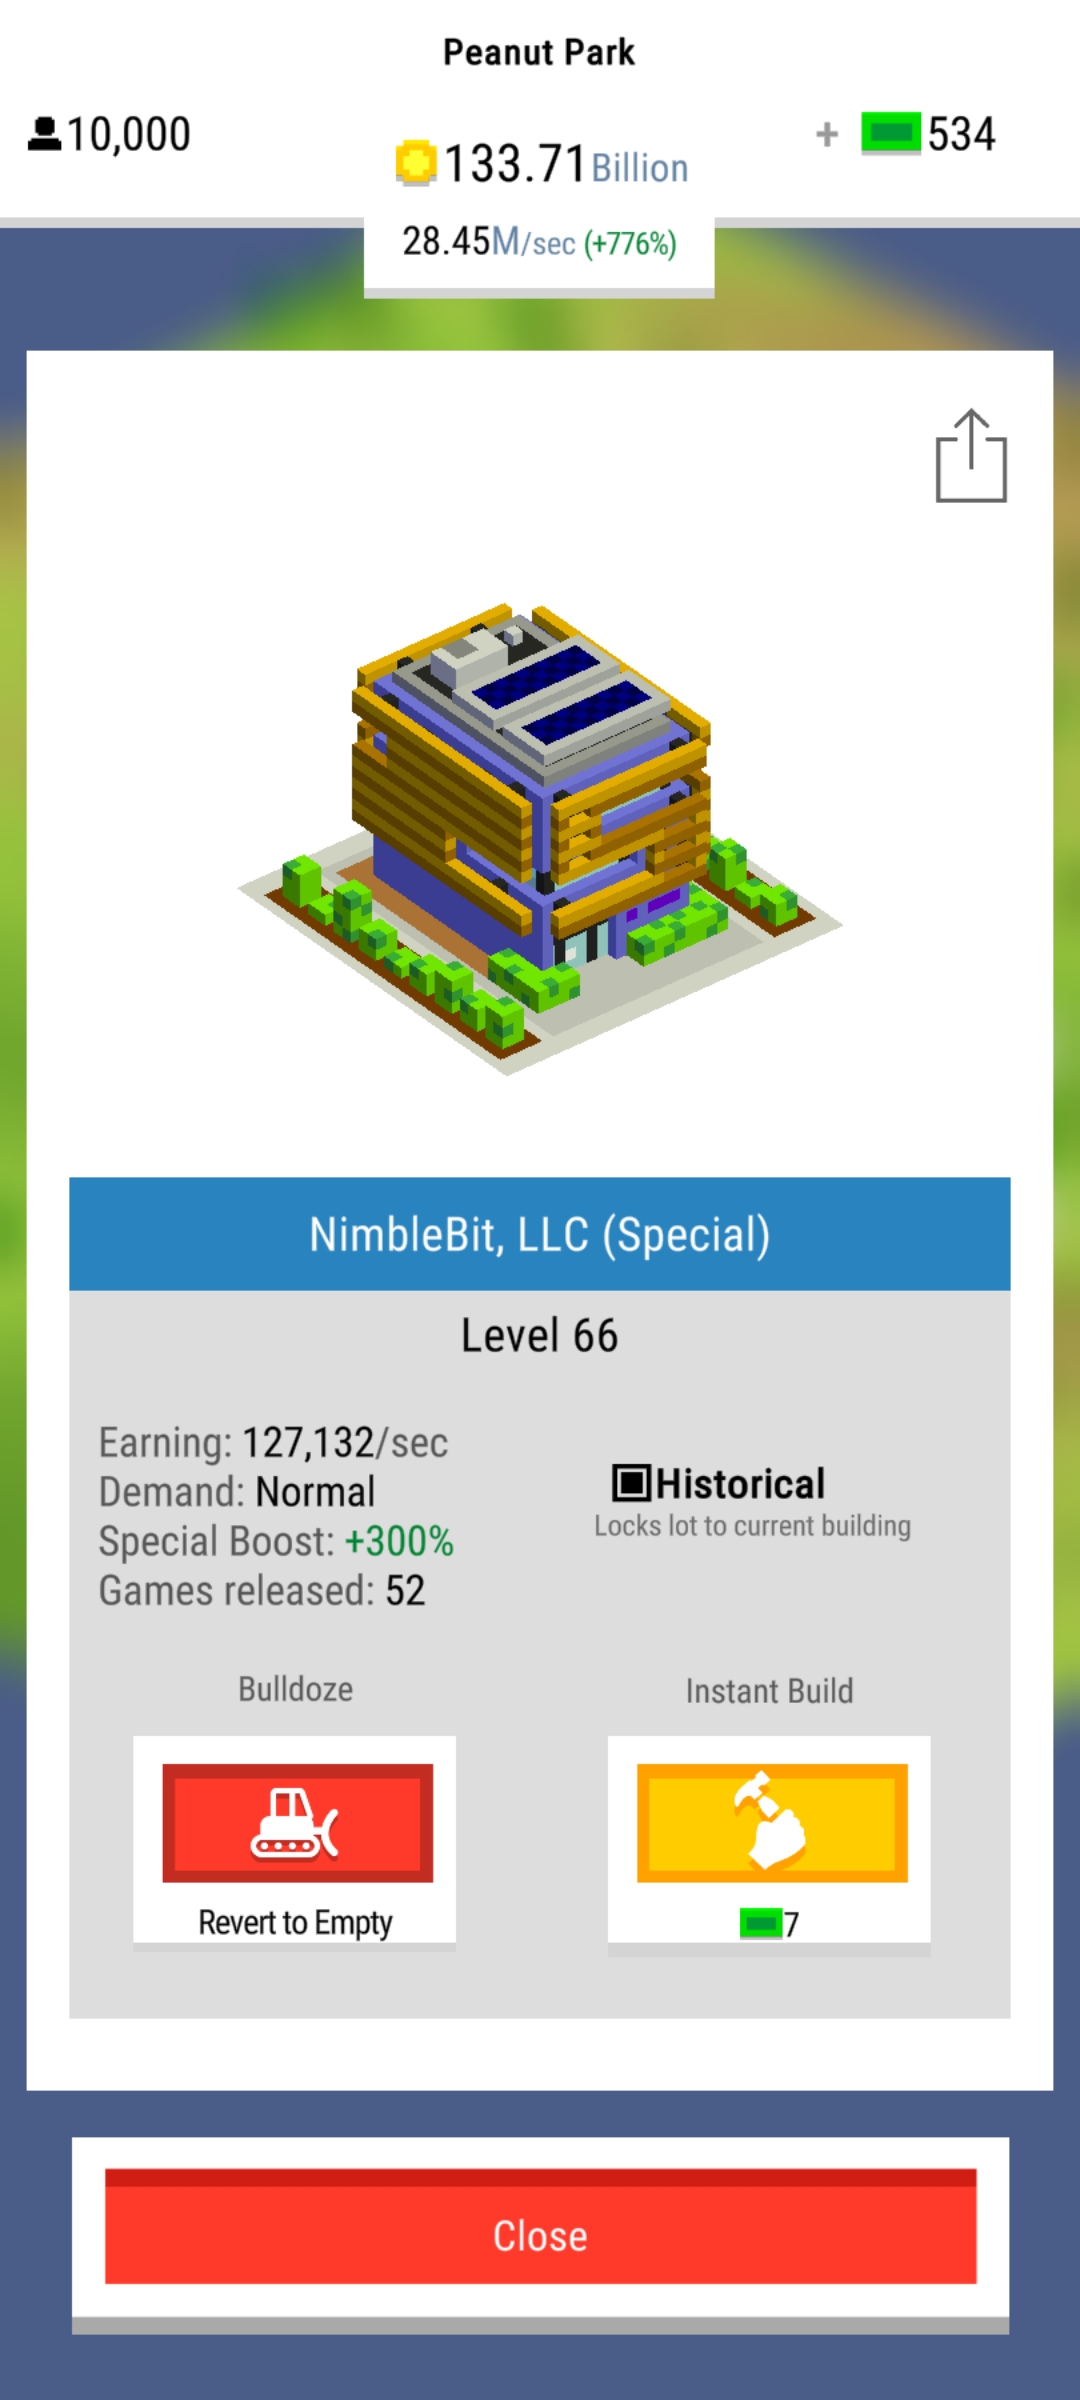 Peanut Park
10,000
133.71 Billion
+ 534
28.45M/sec (+776%)
NimbleBit, LLC (Special)
Level 66
Earning: 127,132/sec
Demand: Normal
Special Boost: +300%
Games released: 52
Historical
Locks lot to current building
Bulldoze
Instant Build
Revert to Empty
7
Close